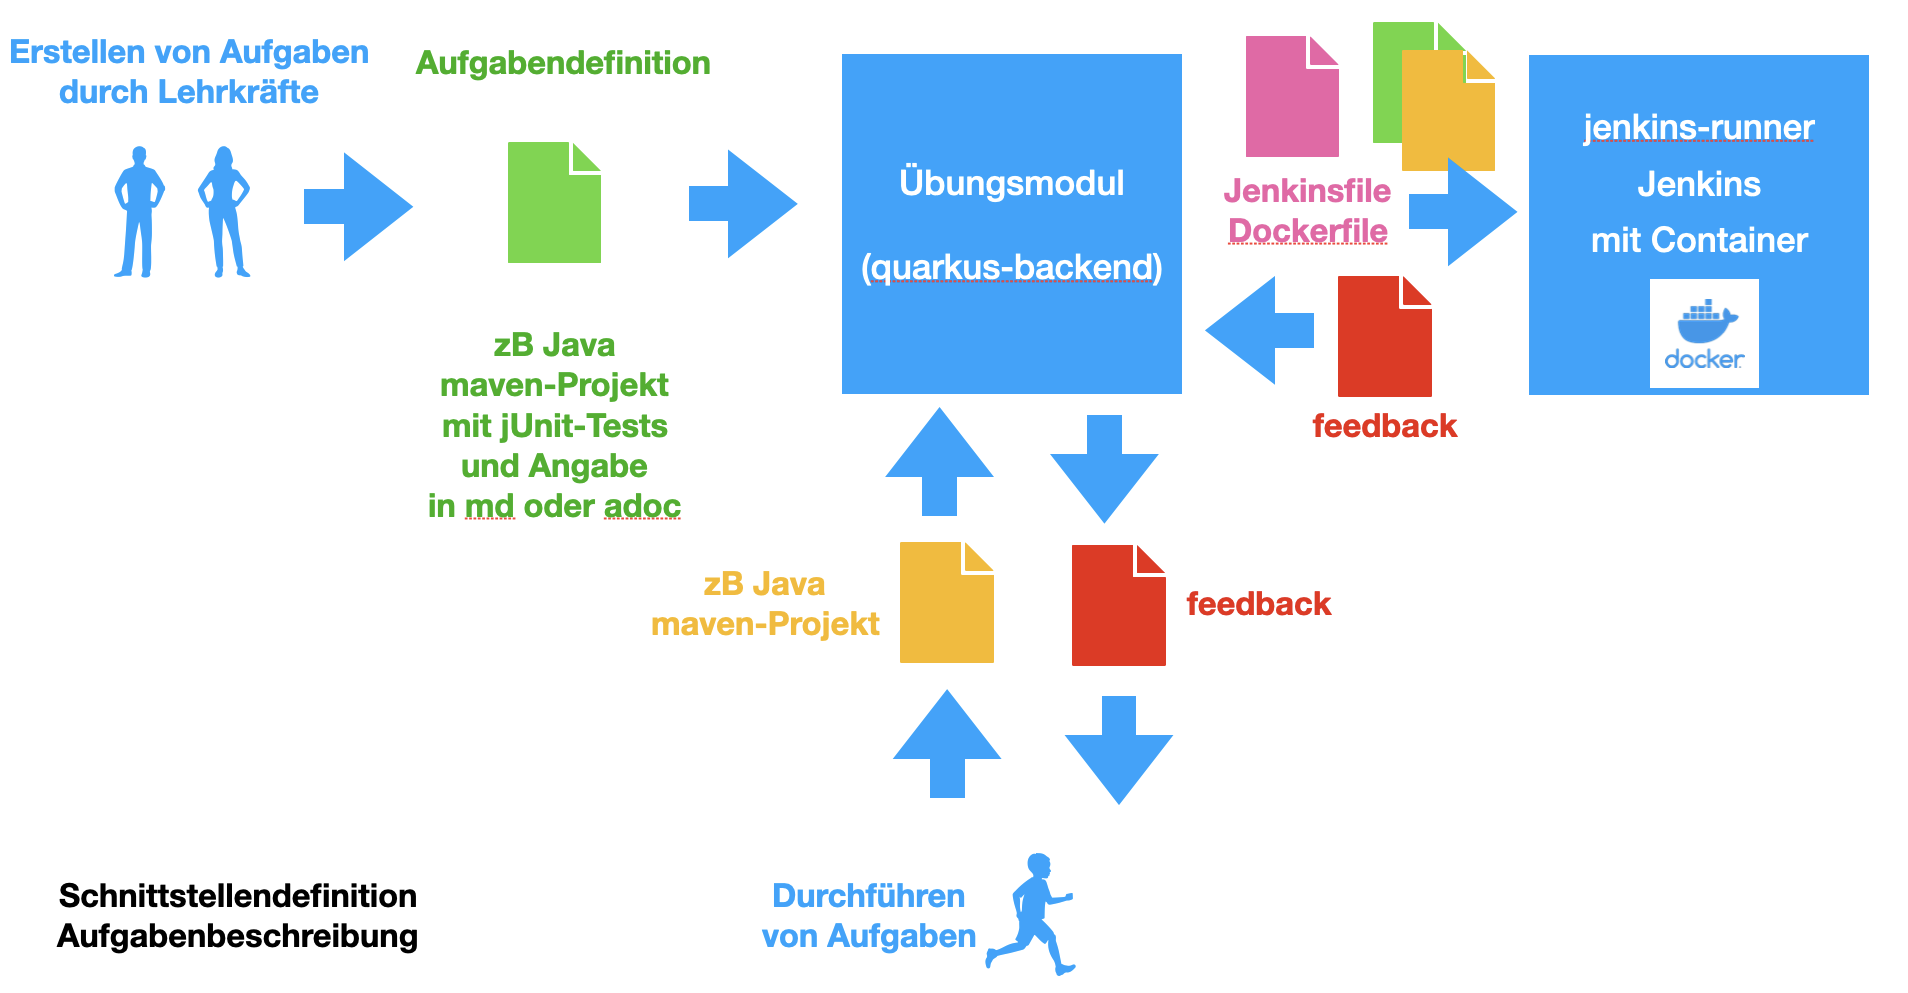 Erstellen von Aufgaben
durch Lehrkräfte
Aufgabendefinition
zB Java
maven-Projekt
mit jUnit-Tests
und Angabe
in md oder adoc
Übungsmodul
(quarkus-backend)
Jenkinsfile
Dockerfile
jenkins-runner
Jenkins
mit Container
docker
feedback
zB Java
maven-Projekt
feedback
Schnittstellendefinition
Aufgabenbeschreibung
Durchführen
von Aufgaben